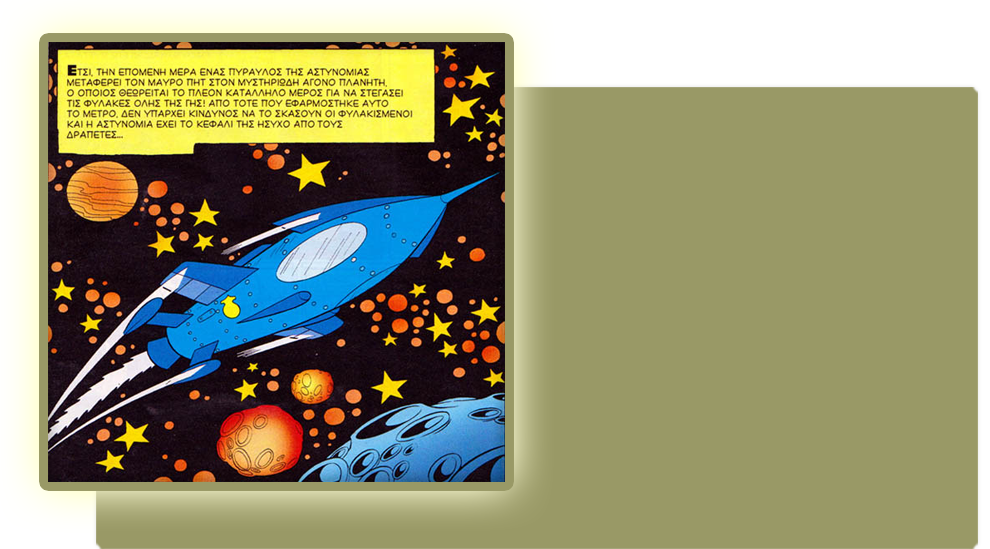 ΕΤΣΙ, ΤΗΝ ΕΠΟΜΕΝΗ ΜΕΡΑ ΕΝΑΣ ΠΥΡΑΥΛΟΣ ΤΗΣ ΑΣΤΥΝΟΜΙΑΣ
ΜΕΤΑΦΕΡΕΙ ΤΟΝ ΜΑΥΡΟ ΠΗΤ ΣΤΟΝ ΜΥΣΤΗΡΙΩΔΗ ΑΓΟΝΟ ΠΛΑΝΗΤΗ,
Ο ΟΠΟΙΟΣ ΘΕΩΡΕΙΤΑΙ ΤΟ ΠΛΕΟΝ ΚΑΤΑΛΛΗΛΟ ΜΕΡΟΣ ΓΙΑ ΝΑ ΣΤΕΓΑΣΕΙ
ΤΙΣ ΦΥΛΑΚΕΣ ΟΛΗΣ ΤΗΣ ΓΗΣ! ΑΠΟ ΤΟΤΕ ΠΟΥ ΕΦΑΡΜΟΣΤΗΚΕ ΑΥΤΟ
ΤΟ ΜΕΤΡΟ, ΔΕΝ ΥΠΑΡΧΕΙ ΚΙΝΔΥΝΟΣ ΝΑ ΤΟ ΣΚΑΣΟΥΝ ΟΙ ΦΥΛΑΚΙΣΜΕΝΟΙ
ΚΑΙ Η ΑΣΤΥΝΟΜΙΑ ΕΧΕΙ ΤΟ ΚΕΦΑΛΙ ΤΗΣ ΗΣΥΧΟ ΑΠΟ ΤΟΥΣ
ΔΡΑΠΕΤΕΣ...